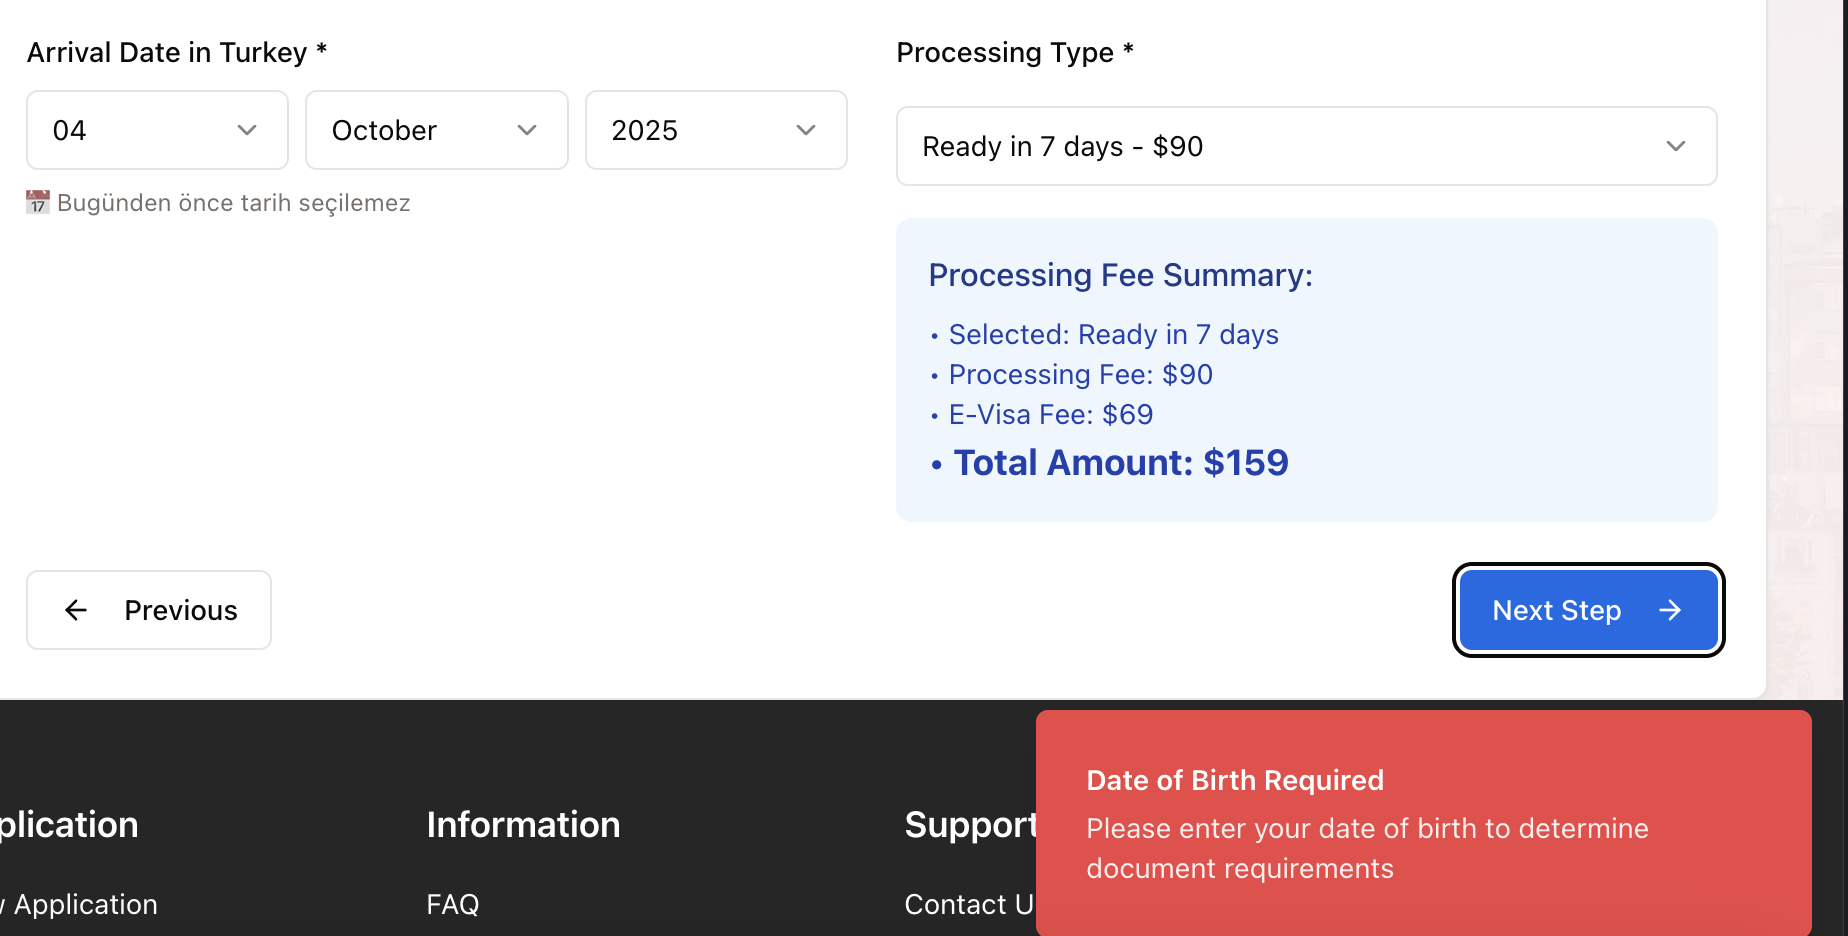 Arrival Date in Turkey *
04
October
2025
17
Bugünden önce tarih seçilemez
Processing Type *
Ready in 7 days - $90
Processing Fee Summary:
• Selected: Ready in 7 days
• Processing Fee: $90
• E-Visa Fee: $69
• Total Amount: $159
← Previous
Next Step →
plication
Information
Support
Application
FAQ
Contact U
Date of Birth Required
Please enter your date of birth to determine
document requirements